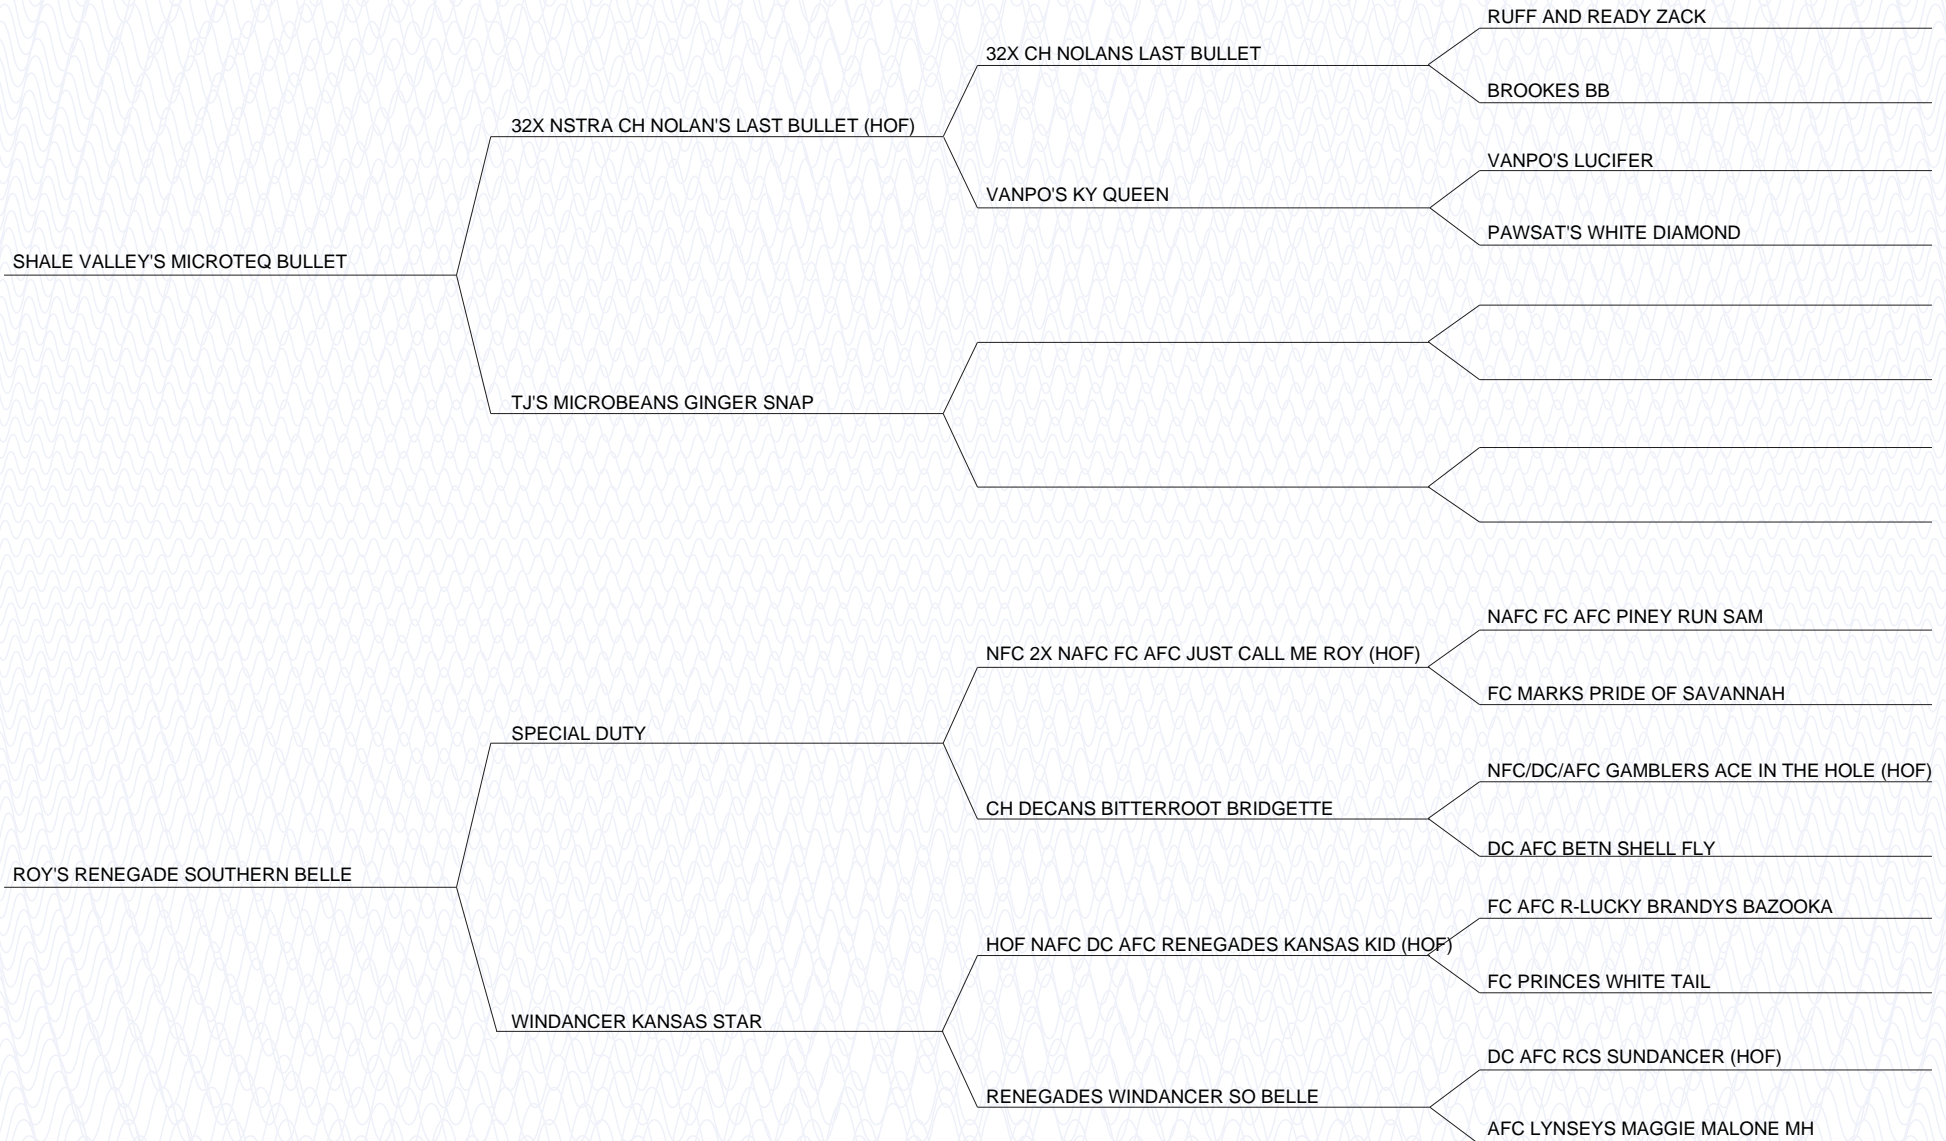 RUFF AND READY ZACK
32X CH NOLANS LAST BULLET
BROOKES BB
32X NSTRA CH NOLAN'S LAST BULLET (HOF)
VANPO'S LUCIFER
VANPO'S KY QUEEN
PAWSAT'S WHITE DIAMOND
SHALE VALLEY'S MICROTEQ BULLET
TJ'S MICROBEANS GINGER SNAP
NAFC FC AFC PINEY RUN SAM
NFC 2X NAFC FC AFC JUST CALL ME ROY (HOF)
FC MARKS PRIDE OF SAVANNAH
SPECIAL DUTY
NFC/DC/AFC GAMBLERS ACE IN THE HOLE (HOF)
CH DECANS BITTERROOT BRIDGETTE
DC AFC BETN SHELL FLY
ROY'S RENEGADE SOUTHERN BELLE
FC AFC R-LUCKY BRANDYS BAZOOKA
HOF NAFC DC AFC RENEGADES KANSAS KID (HOF)
FC PRINCES WHITE TAIL
WINDANCER KANSAS STAR
DC AFC RCS SUNDANCER (HOF)
RENEGADES WINDANCER SO BELLE
AFC LYNSEYS MAGGIE MALONE MH